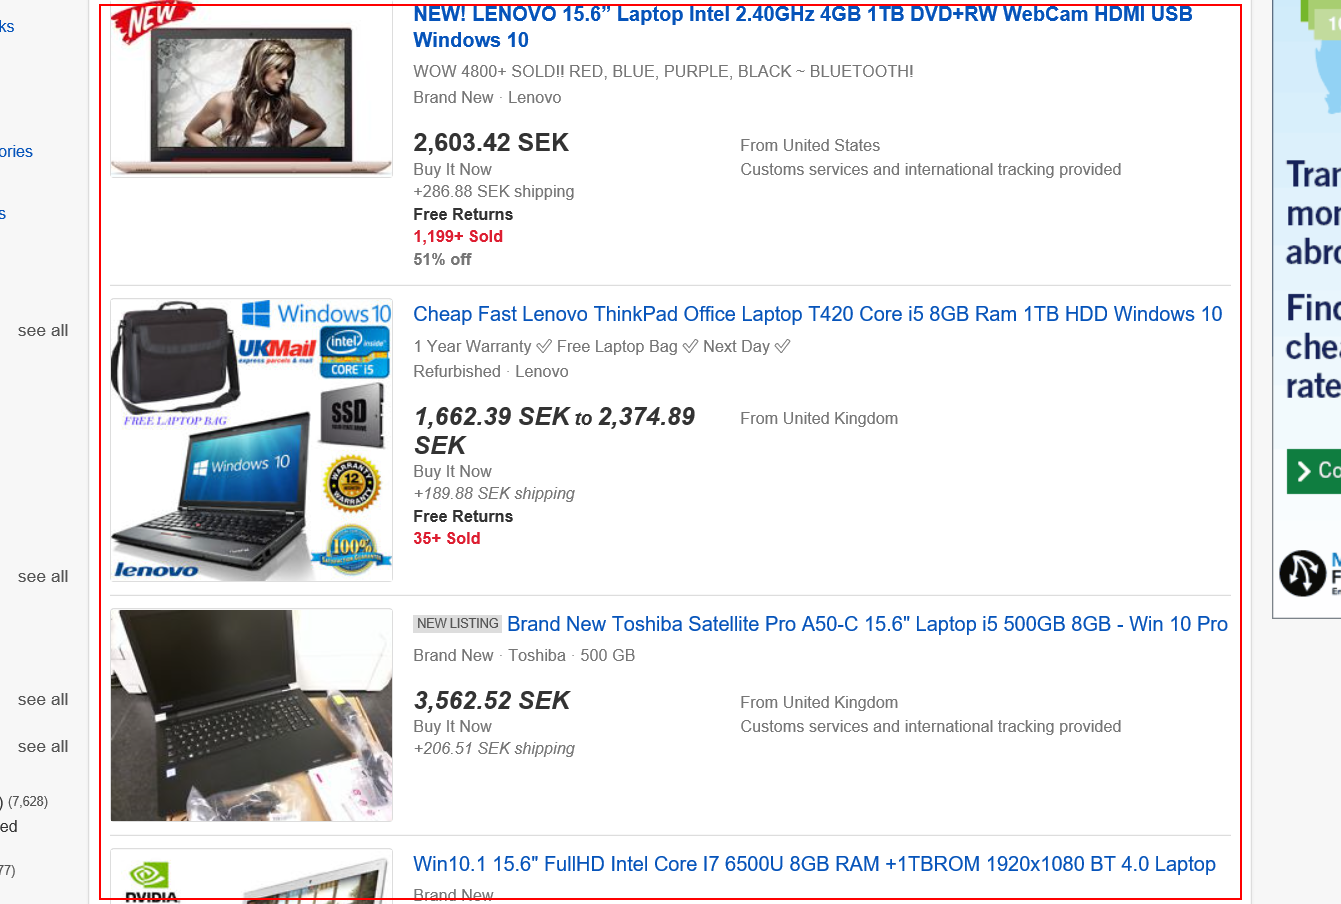 ks
ories
s
see all
see all
see all
see all
) (7,628)
ed
77)
NEW
NEW! LENOVO 15.6” Laptop Intel 2.40GHz 4GB 1TB DVD+RW WebCam HDMI USB
Windows 10
WOW 4800+ SOLD!! RED, BLUE, PURPLE, BLACK ~ BLUETOOTH!
Brand New · Lenovo
2,603.42 SEK
From United States
Buy It Now
Customs services and international tracking provided
+286.88 SEK shipping
Free Returns
1,199+ Sold
51% off
Windows 10
UKMail
express parcels & mail
intel inside
CORE i5
FREE LAPTOP BAG
SSD
Windows 10
WARRANTY
12
WARRANTY
100%
lenovo
Cheap Fast Lenovo ThinkPad Office Laptop T420 Core i5 8GB Ram 1TB HDD Windows 10
1 Year Warranty ✅ Free Laptop Bag ✅ Next Day ✅
Refurbished · Lenovo
1,662.39 SEK to 2,374.89
SEK
From United Kingdom
Buy It Now
+189.88 SEK shipping
Free Returns
35+ Sold
NEW LISTING Brand New Toshiba Satellite Pro A50-C 15.6" Laptop i5 500GB 8GB - Win 10 Pro
Brand New · Toshiba · 500 GB
3,562.52 SEK
From United Kingdom
Buy It Now
Customs services and international tracking provided
+206.51 SEK shipping
NVIDIA
Win10.1 15.6" FullHD Intel Core I7 6500U 8GB RAM +1TBROM 1920x1080 BT 4.0 Laptop
Brand New
10
Tran
mon
abro
Find
chea
rate
Co
M
F
En